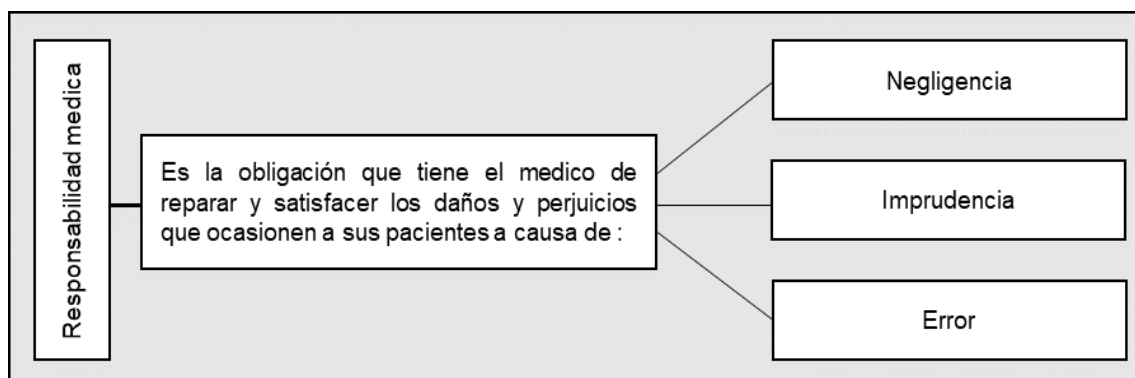 Responsabilidad medica
Es la obligación que tiene el medico de
reparar y satisfacer los daños y perjuicios
que ocasionen a sus pacientes a causa de :
Negligencia
Imprudencia
Error